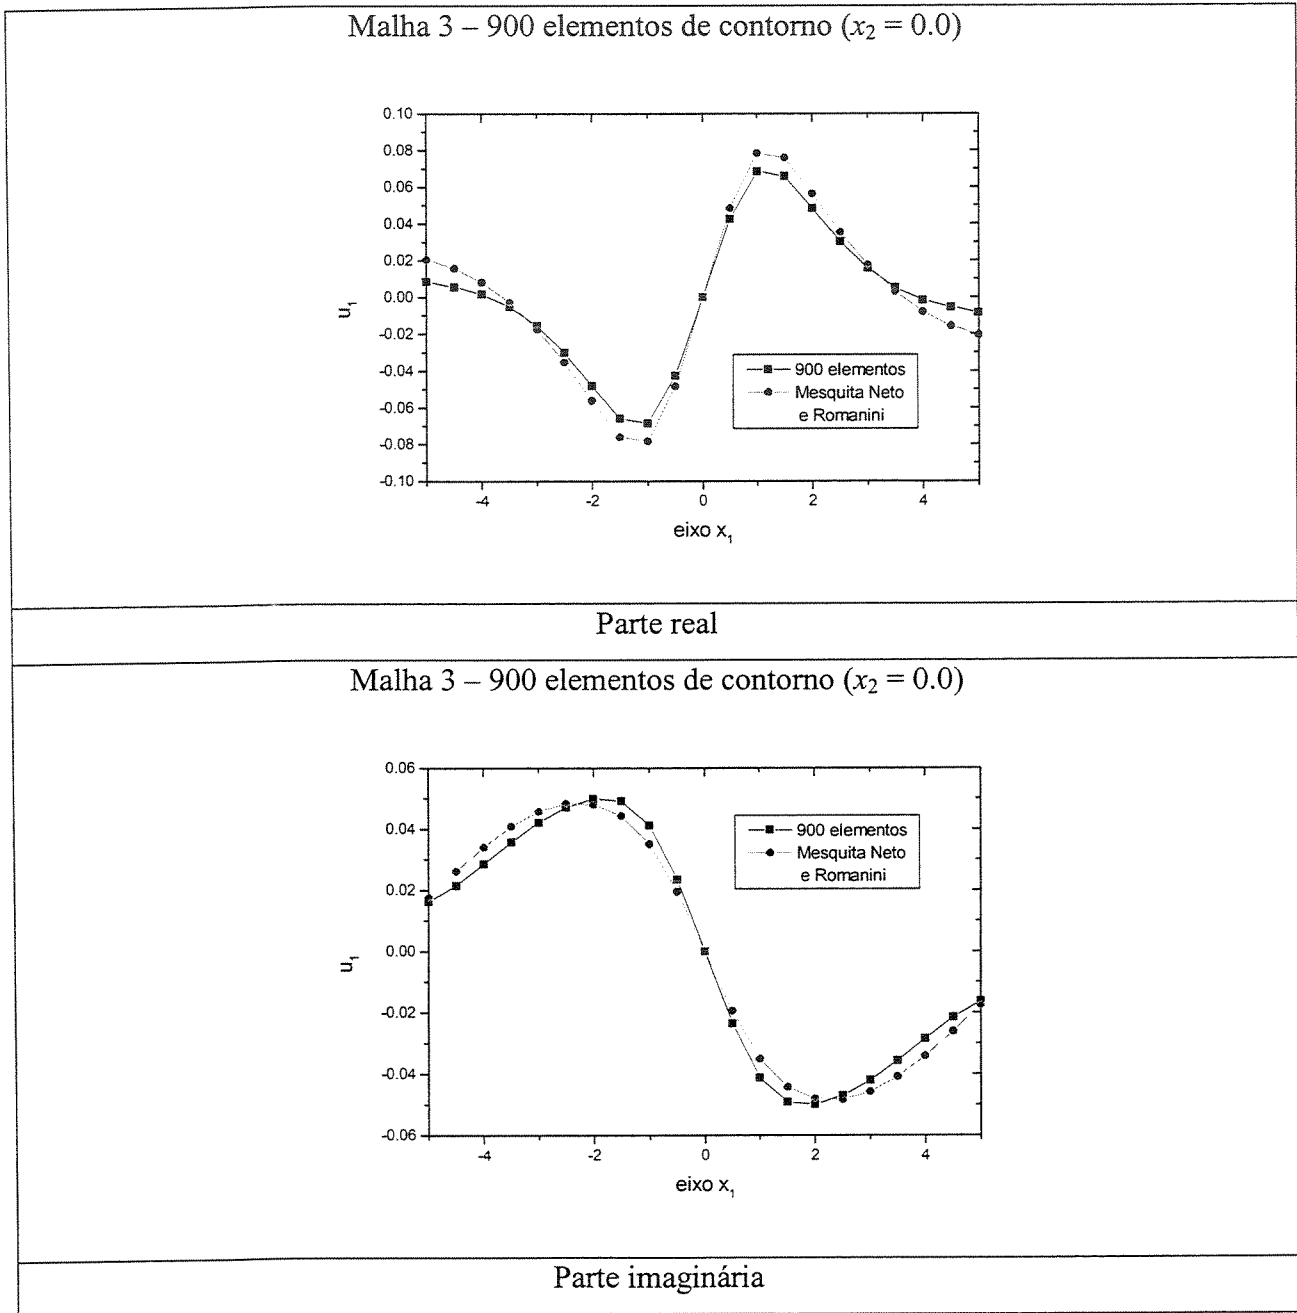 Malha 3 – 900 elementos de contorno (x₂ = 0.0)
0.10
0.08
0.06
0.04
0.02
0.00
-0.02
-0.04
-0.06
-0.08
-0.10
u₁
900 elementos
Mesquita Neto
e Romanini
-4
-2
0
2
4
eixo x₁
Parte real
Malha 3 – 900 elementos de contorno (x₂ = 0.0)
0.06
0.04
0.02
0.00
-0.02
-0.04
-0.06
u₁
900 elementos
Mesquita Neto
e Romanini
-4
-2
0
2
4
eixo x₁
Parte imaginária